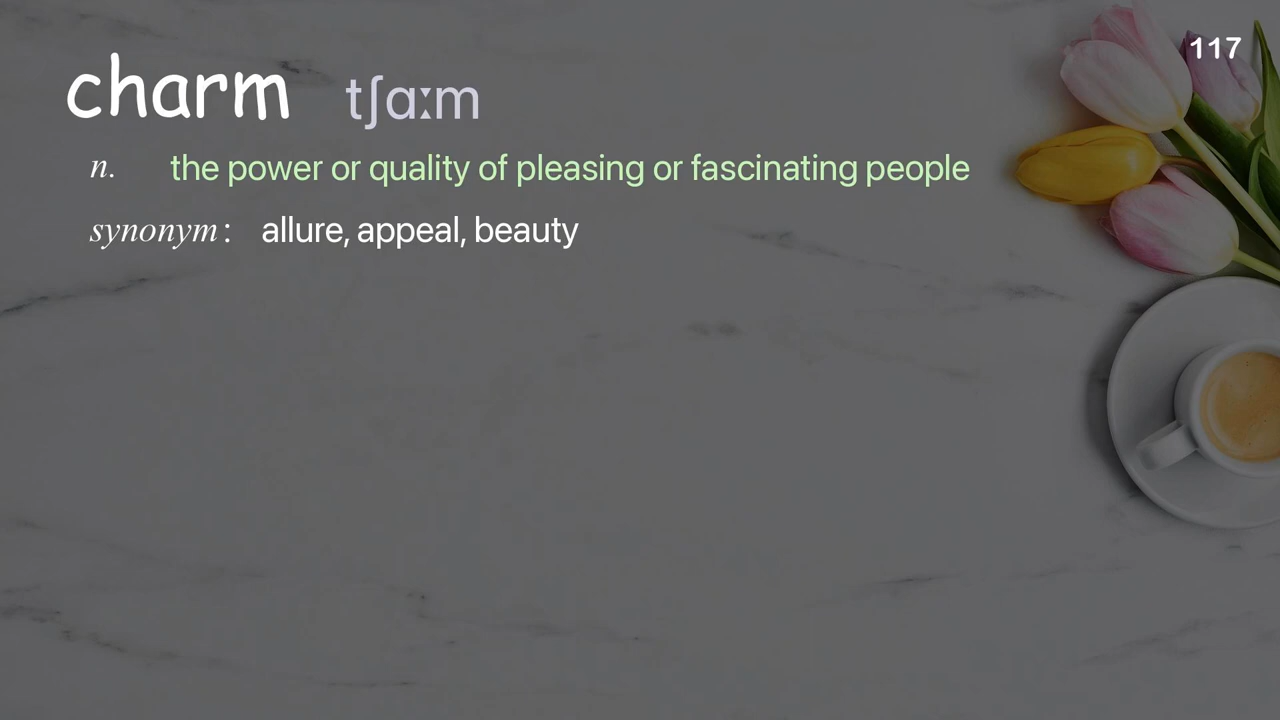 117
charm tʃɑːm
n. the power or quality of pleasing or fascinating people
synonym: allure, appeal, beauty